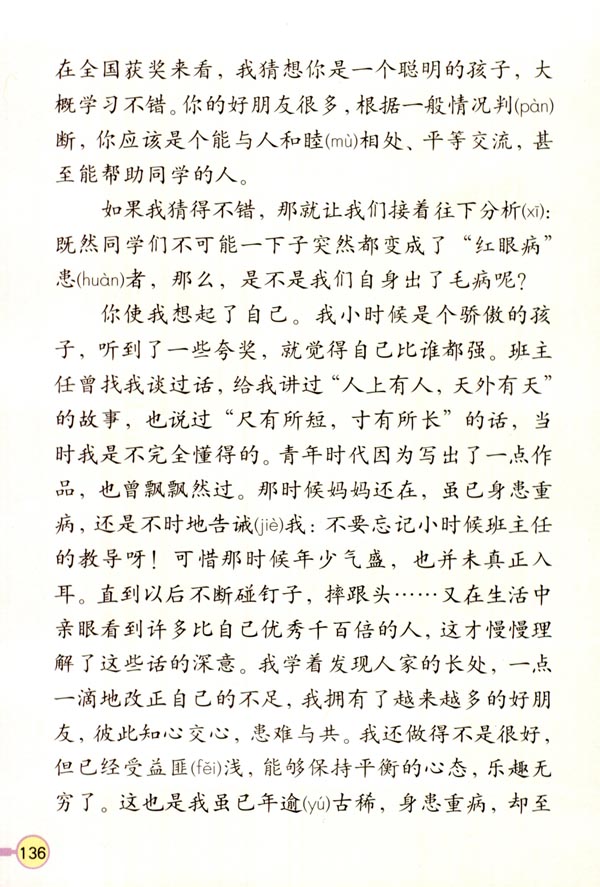 在全国获奖来看，我猜想你是一个聪明的孩子，大
概学习不错。你的好朋友很多，根据一般情况判(pàn)
断，你应该是个能与人和睦(mù)相处、平等交流，甚
至能帮助同学的人。
如果我猜得不错，那就让我们接着往下分析(xī)：
既然同学们不可能一下子突然都变成了“红眼病”
患(huàn)者，那么，是不是我们自身出了毛病呢？
你使我想起了自己。我小时候是个骄傲的孩
子，听到了一些夸奖，就觉得自己比谁都强。班主
任曾找我谈过话，给我讲过“人上有人，天外有天”
的故事，也说过“尺有所短，寸有所长”的话，当
时我是不完全懂得的。青年时代因为写出了一点作
品，也曾飘飘然过。那时候妈妈还在，虽已身患重
病，还是不时地告诫(jiè)我：不要忘记小时候班主任
的教导呀！可惜那时候年少气盛，也并未真正入
耳。直到以后不断碰钉子，摔跟头……又在生活中
亲眼看到许多比自己优秀千百倍的人，这才慢慢理
解了这些话的深意。我学着发现人家的长处，一点
一滴地改正自己的不足，我拥有了越来越多的好朋
友，彼此知心交心，患难与共。我还做得不是很好，
但已经受益匪(fěi)浅，能够保持平衡的心态，乐趣无
穷了。这也是我虽已年逾(yú)古稀，身患重病，却至
136